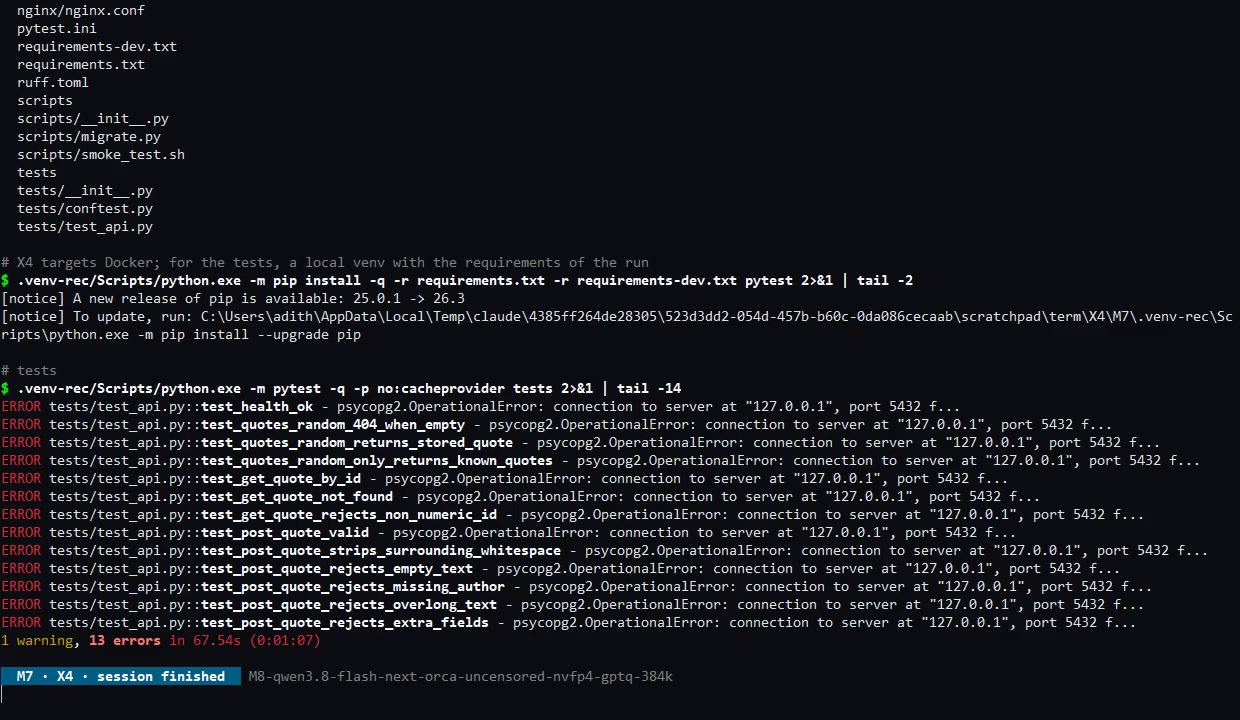 nginx/nginx.conf
pytest.ini
requirements-dev.txt
requirements.txt
ruff.toml
scripts
scripts/__init__.py
scripts/migrate.py
scripts/smoke_test.sh
tests
tests/__init__.py
tests/conftest.py
tests/test_api.py
# X4 targets Docker; for the tests, a local venv with the requirements of the run
$ .venv-rec/Scripts/python.exe -m pip install -q -r requirements.txt -r requirements-dev.txt pytest 2>&1 | tail -2
[notice] A new release of pip is available: 25.0.1 -> 26.3
[notice] To update, run: C:\Users\adith\AppData\Local\Temp\claude\4385ff264de28305\523d3dd2-054d-457b-b60c-0da086cecaab\scratchpad\term\X4\M7\.venv-rec\Sc
ripts\python.exe -m pip install --upgrade pip
# tests
$ .venv-rec/Scripts/python.exe -m pytest -q -p no:cacheprovider tests 2>&1 | tail -14
ERROR tests/test_api.py::test_health_ok - psycopg2.OperationalError: connection to server at "127.0.0.1", port 5432 f...
ERROR tests/test_api.py::test_quotes_random_404_when_empty - psycopg2.OperationalError: connection to server at "127.0.0.1", port 5432 f...
ERROR tests/test_api.py::test_quotes_random_returns_stored_quote - psycopg2.OperationalError: connection to server at "127.0.0.1", port 5432 f...
ERROR tests/test_api.py::test_quotes_random_only_returns_known_quotes - psycopg2.OperationalError: connection to server at "127.0.0.1", port 5432 f...
ERROR tests/test_api.py::test_get_quote_by_id - psycopg2.OperationalError: connection to server at "127.0.0.1", port 5432 f...
ERROR tests/test_api.py::test_get_quote_not_found - psycopg2.OperationalError: connection to server at "127.0.0.1", port 5432 f...
ERROR tests/test_api.py::test_get_quote_rejects_non_numeric_id - psycopg2.OperationalError: connection to server at "127.0.0.1", port 5432 f...
ERROR tests/test_api.py::test_post_quote_valid - psycopg2.OperationalError: connection to server at "127.0.0.1", port 5432 f...
ERROR tests/test_api.py::test_post_quote_strips_surrounding_whitespace - psycopg2.OperationalError: connection to server at "127.0.0.1", port 5432 f...
ERROR tests/test_api.py::test_post_quote_rejects_empty_text - psycopg2.OperationalError: connection to server at "127.0.0.1", port 5432 f...
ERROR tests/test_api.py::test_post_quote_rejects_missing_author - psycopg2.OperationalError: connection to server at "127.0.0.1", port 5432 f...
ERROR tests/test_api.py::test_post_quote_rejects_overlong_text - psycopg2.OperationalError: connection to server at "127.0.0.1", port 5432 f...
ERROR tests/test_api.py::test_post_quote_rejects_extra_fields - psycopg2.OperationalError: connection to server at "127.0.0.1", port 5432 f...
1 warning, 13 errors in 67.54s (0:01:07)
M7 · X4 · session finished M8-qwen3.8-flash-next-orca-uncensored-nvfp4-gptq-384k